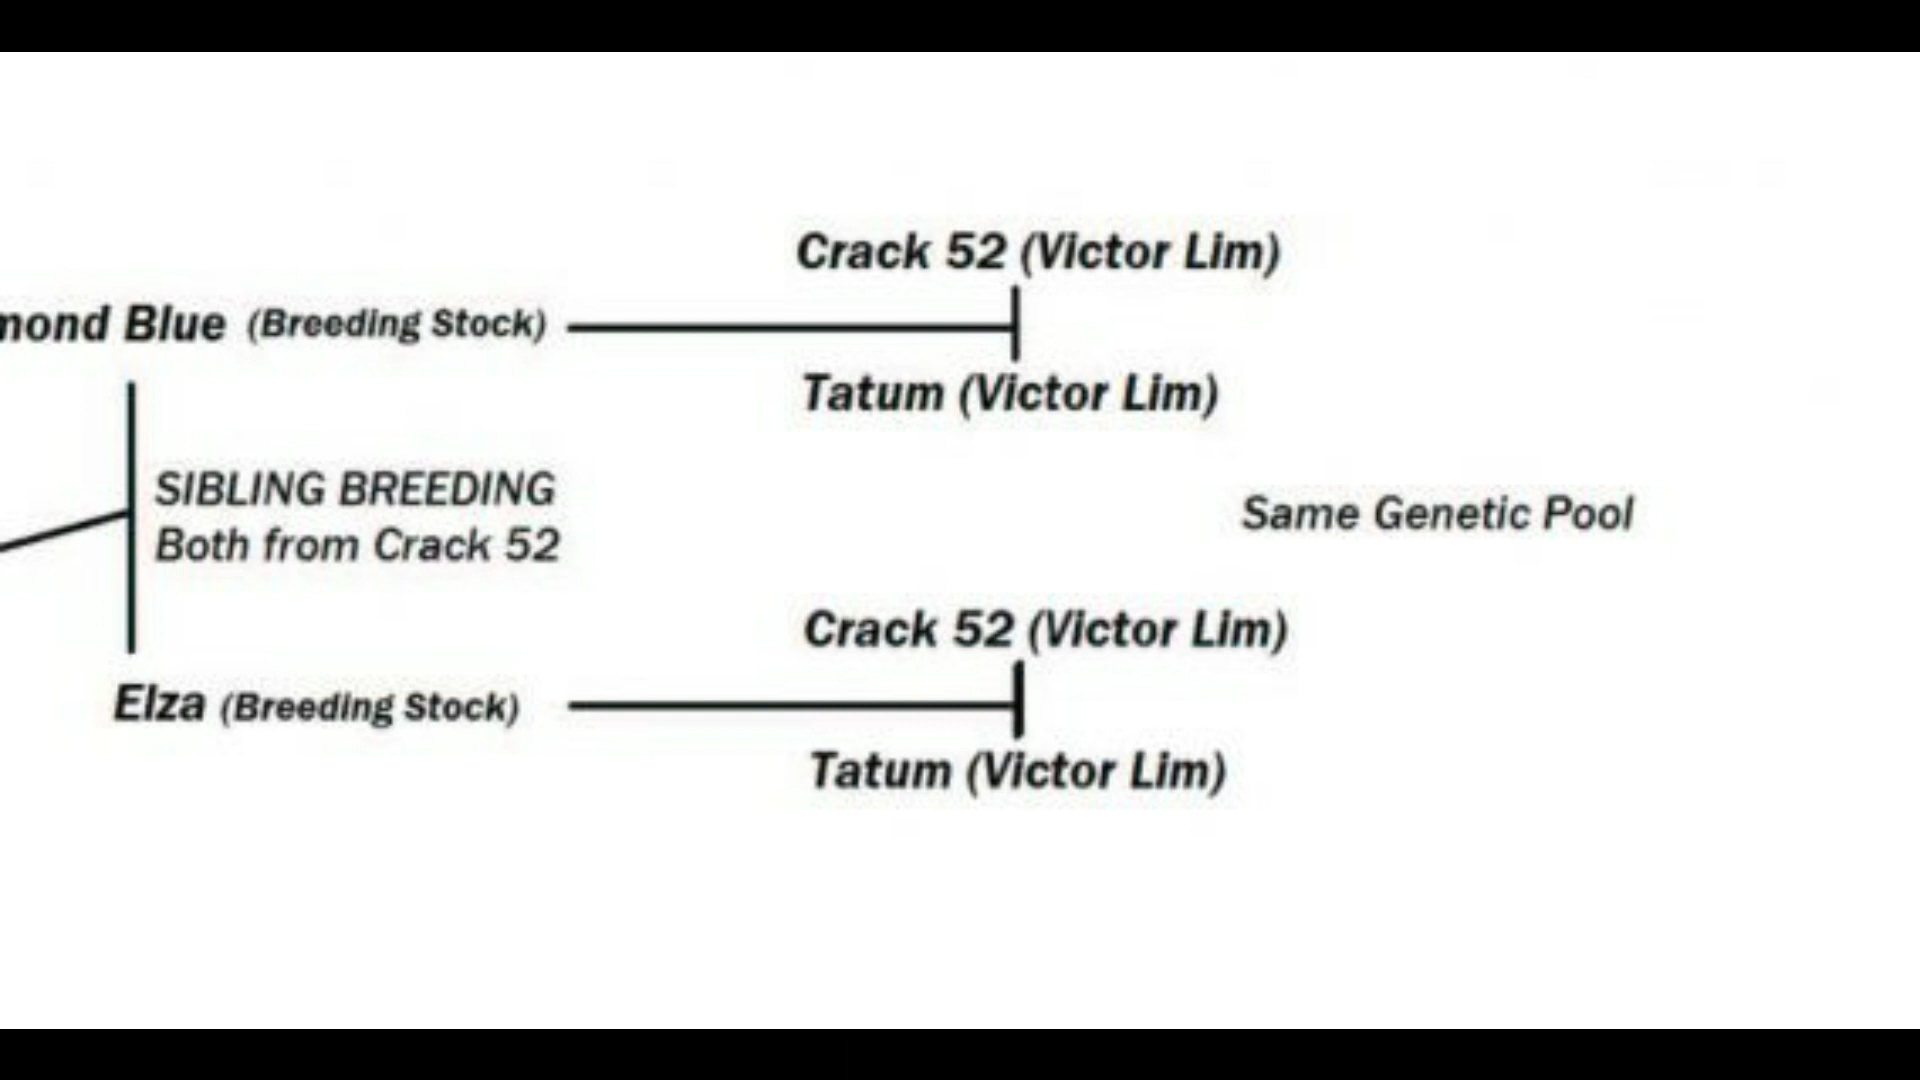 Crack 52 (Victor Lim)
mond Blue (Breeding Stock)
Tatum (Victor Lim)
SIBLING BREEDING
Both from Crack 52
Same Genetic Pool
Crack 52 (Victor Lim)
Elza (Breeding Stock)
Tatum (Victor Lim)